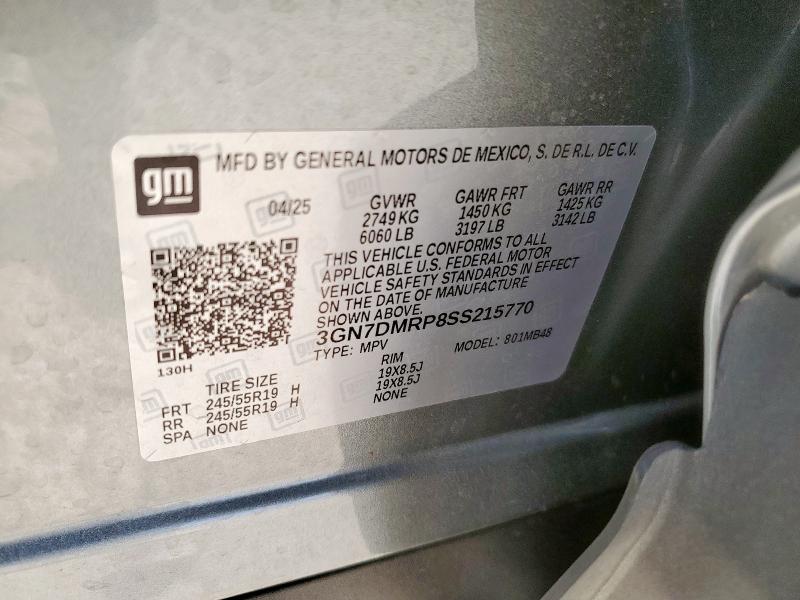 gm
MFD BY GENERAL MOTORS DE MEXICO, S. DE R.L. DE C.V.
04/25 GVWR GAWR FRT GAWR RR
2749 KG 1450 KG 1425 KG
6060 LB 3197 LB 3142 LB
THIS VEHICLE CONFORMS TO ALL
APPLICABLE U.S. FEDERAL MOTOR
VEHICLE SAFETY STANDARDS IN EFFECT
ON THE DATE OF MANUFACTURE
SHOWN ABOVE.
3GN7DMRP8SS215770
TYPE: MPV MODEL: 801MB48
130H
TIRE SIZE RIM
FRT 245/55R19 H 19X8.5J
RR 245/55R19 H 19X8.5J
SPA NONE NONE